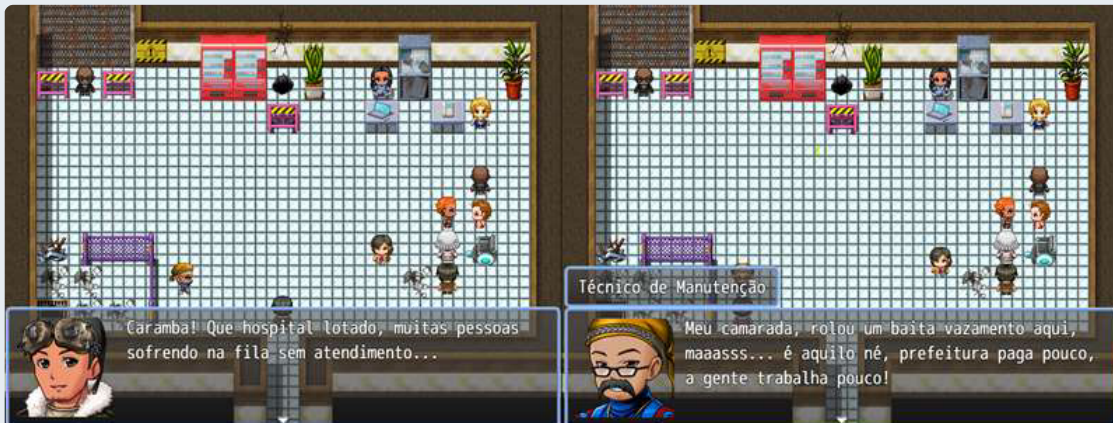 Caramba! Que hospital lotado, muitas pessoas
sofrendo na fila sem atendimento...
Técnico de Manutenção
Meu camarada, rolou um baita vazamento aqui,
maaasss... é aquilo né, prefeitura paga pouco,
a gente trabalha pouco!